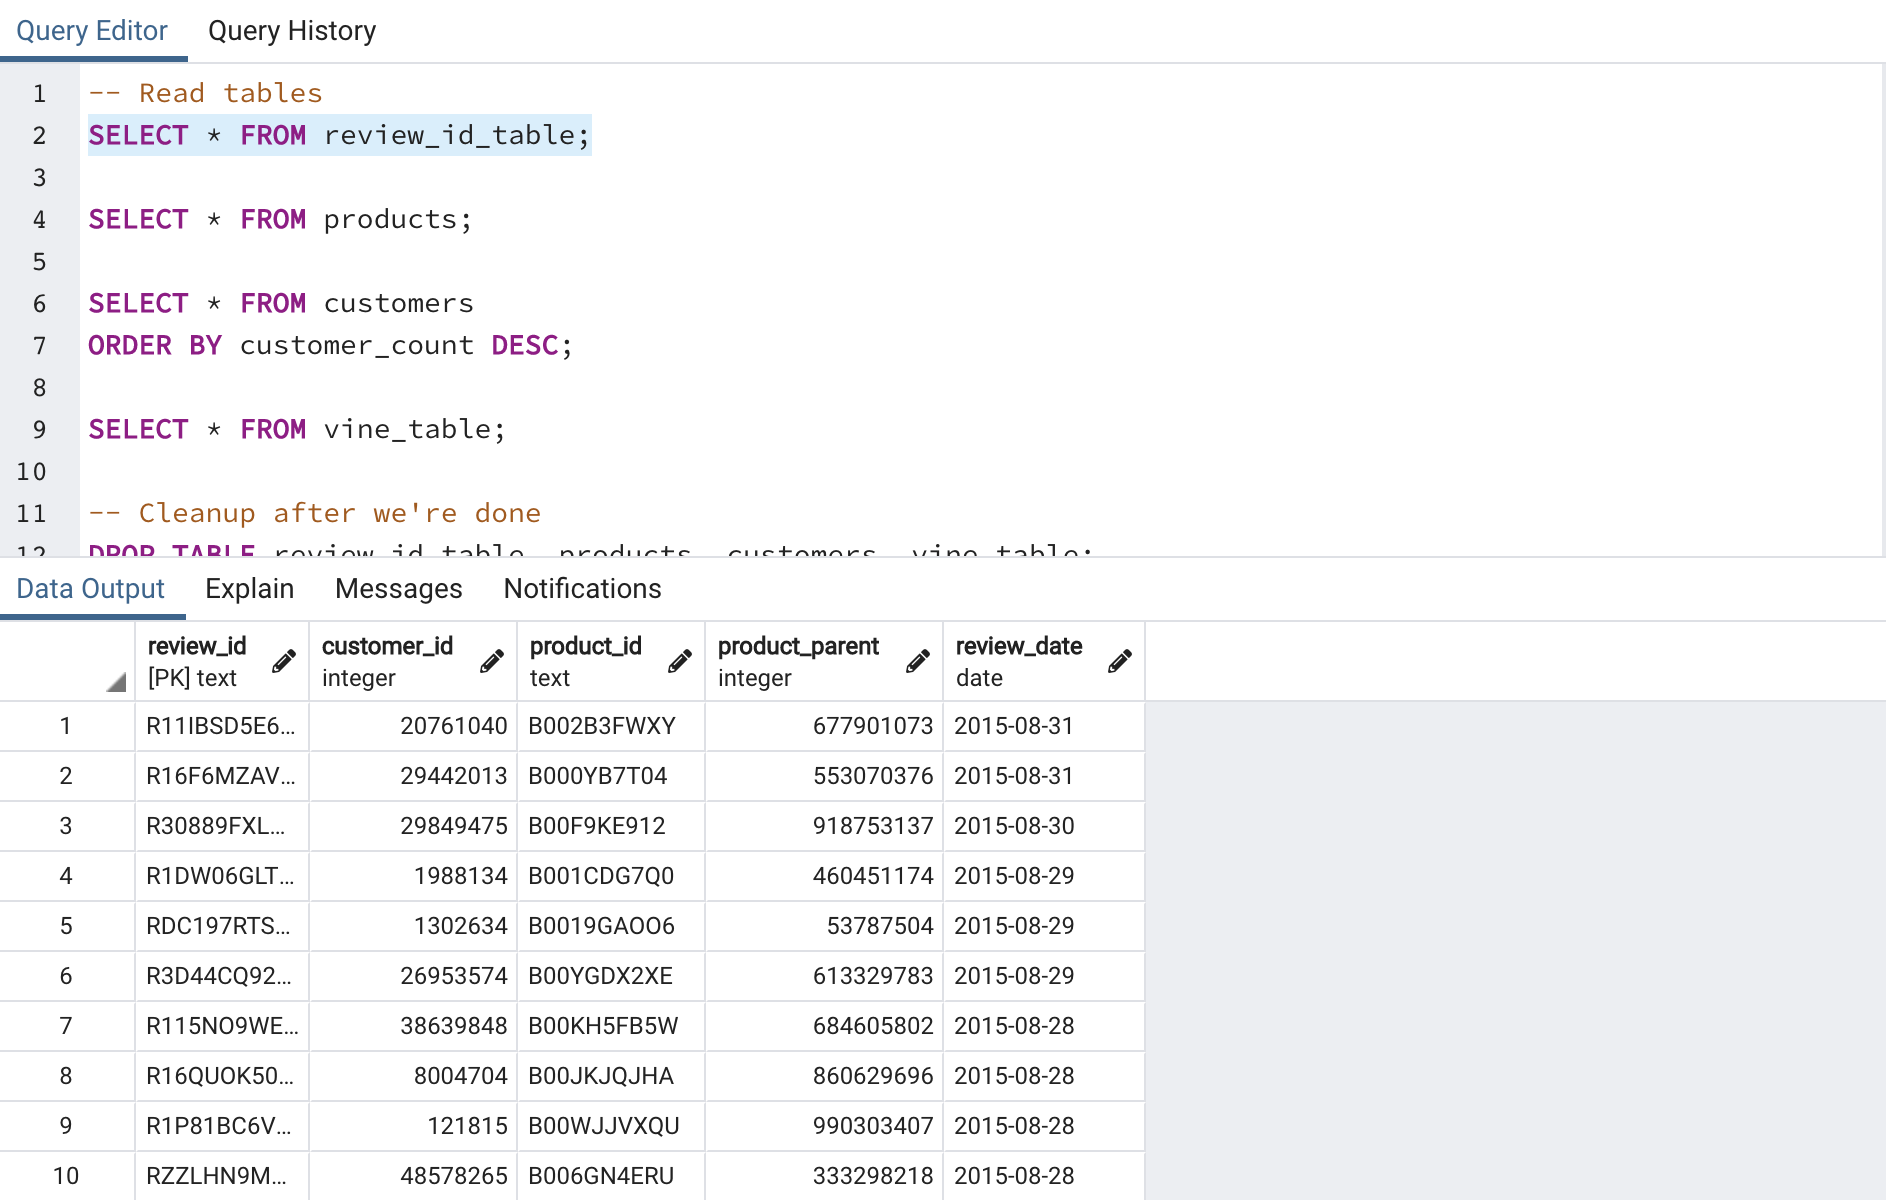 Query Editor Query History
1 -- Read tables
2 SELECT * FROM review_id_table;
3
4 SELECT * FROM products;
5
6 SELECT * FROM customers
7 ORDER BY customer_count DESC;
8
9 SELECT * FROM vine_table;
10
11 -- Cleanup after we're done
12 DROP TABLE review_id_table, products, customers, vine_table;
Data Output Explain Messages Notifications
review_id customer_id product_id product_parent review_date
[PK] text integer text integer date
1 R11IBSD5E6... 20761040 B002B3FWXY 677901073 2015-08-31
2 R16F6MZAV... 29442013 B000YB7T04 553070376 2015-08-31
3 R30889FXL... 29849475 B00F9KE912 918753137 2015-08-30
4 R1DW06GLT... 1988134 B001CDG7Q0 460451174 2015-08-29
5 RDC197RTS... 1302634 B0019GAOO6 53787504 2015-08-29
6 R3D44CQ92... 26953574 B00YGDX2XE 613329783 2015-08-29
7 R115NO9WE... 38639848 B00KH5FB5W 684605802 2015-08-28
8 R16QUOK50... 8004704 B00JKJQJHA 860629696 2015-08-28
9 R1P81BC6V... 121815 B00WJJVXQU 990303407 2015-08-28
10 RZZLHN9M... 48578265 B006GN4ERU 333298218 2015-08-28